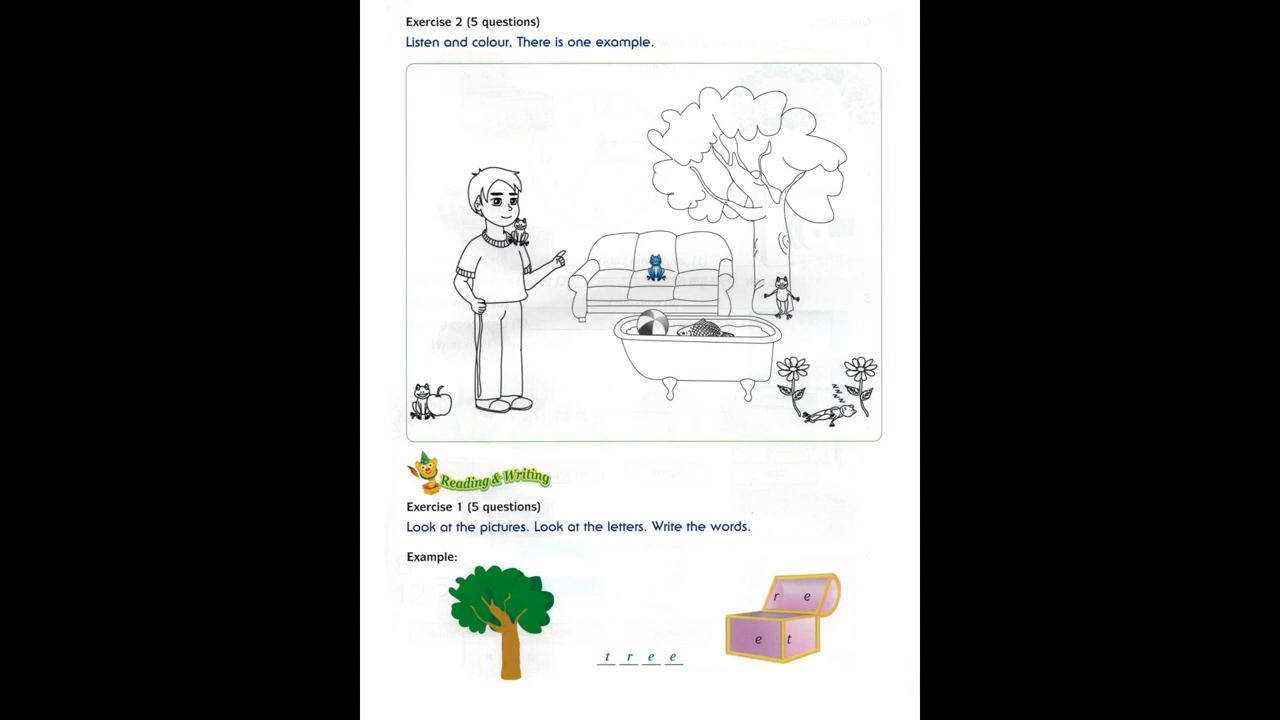 Exercise 2 (5 questions)
Listen and colour. There is one example.
z z z z
Reading & Writing
Exercise 1 (5 questions)
Look at the pictures. Look at the letters. Write the words.
Example:
r e
e t
t r e e